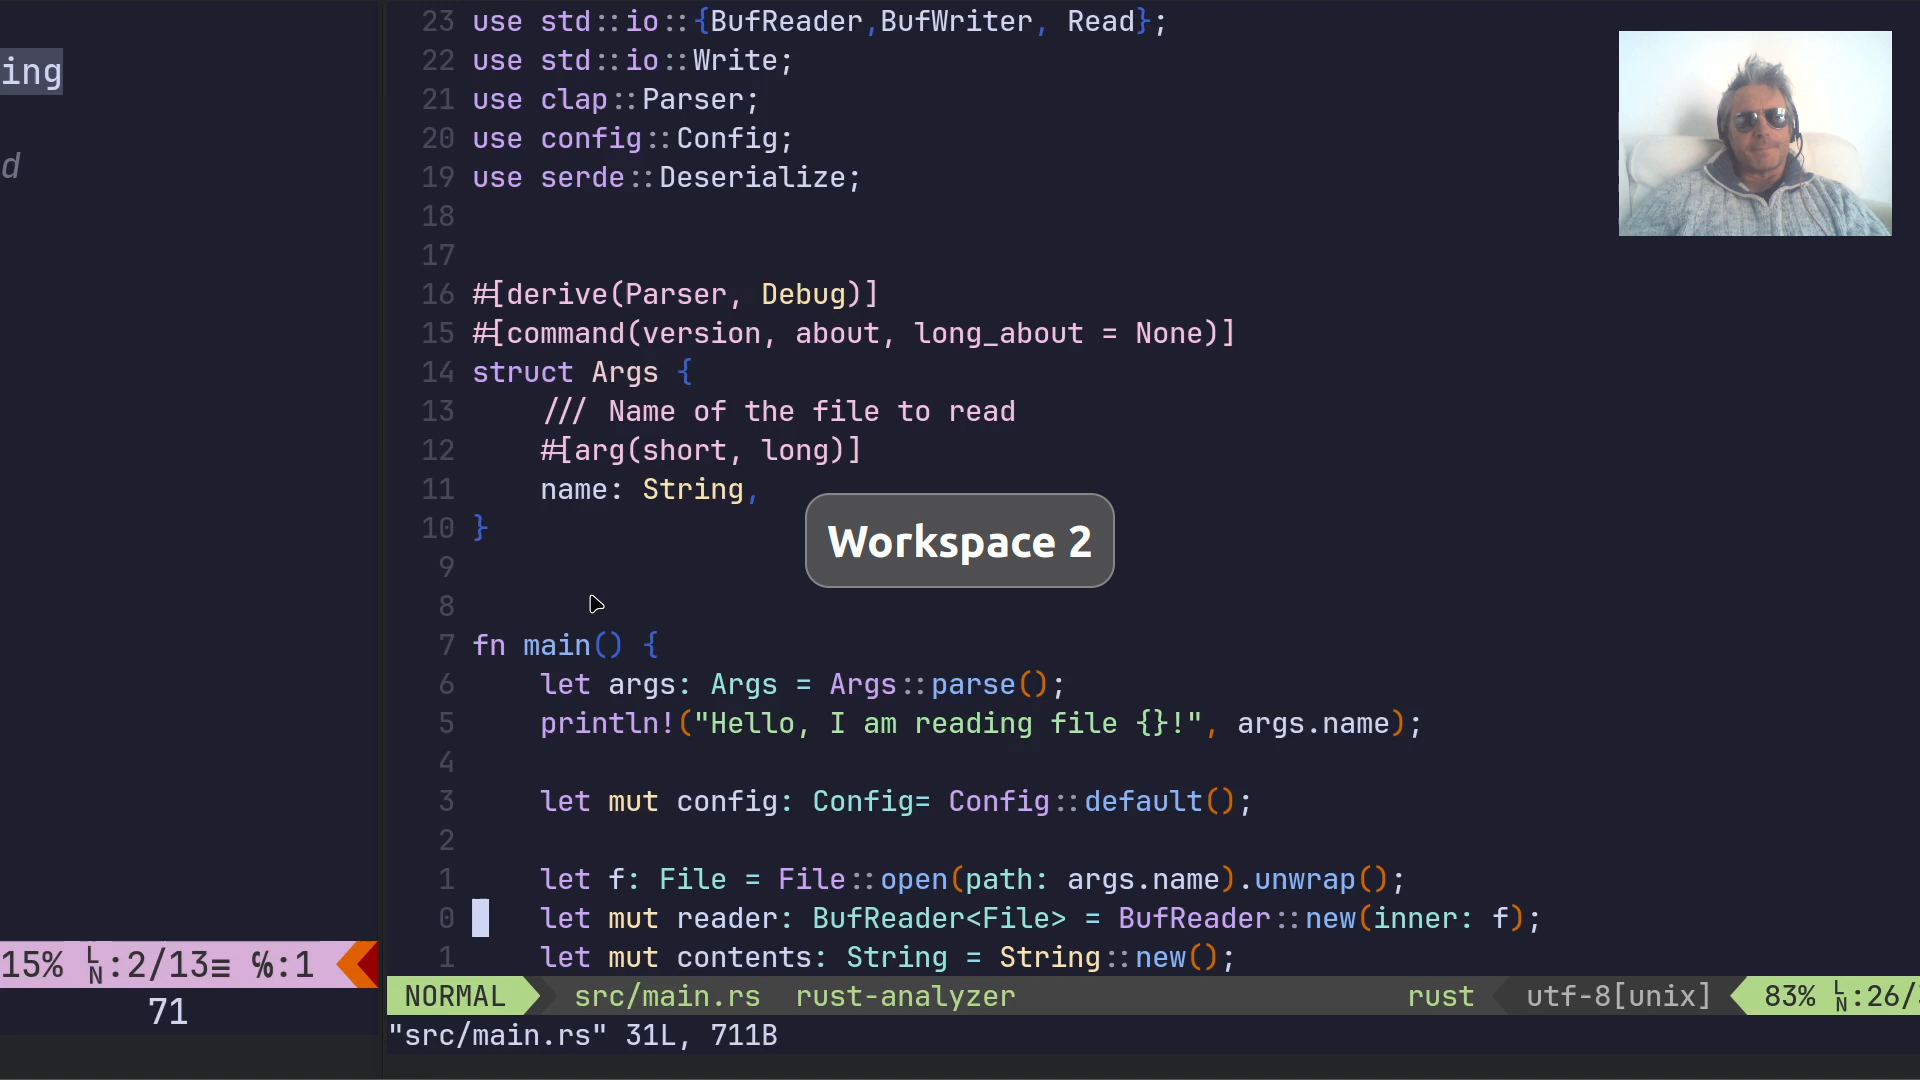 ing
d
15% LN:2/13≡ ℅:1
71
23 use std::io::{BufReader,BufWriter, Read};
22 use std::io::Write;
21 use clap::Parser;
20 use config::Config;
19 use serde::Deserialize;
18
17
16 #[derive(Parser, Debug)]
15 #[command(version, about, long_about = None)]
14 struct Args {
13     /// Name of the file to read
12     #[arg(short, long)]
11     name: String,
10 }
9
8
7 fn main() {
6     let args: Args = Args::parse();
5     println!("Hello, I am reading file {}!", args.name);
4
3     let mut config: Config= Config::default();
2
1     let f: File = File::open(path: args.name).unwrap();
0     let mut reader: BufReader<File> = BufReader::new(inner: f);
1     let mut contents: String = String::new();
Workspace 2
NORMAL src/main.rs rust-analyzer rust utf-8[unix] 83% LN:26/
"src/main.rs" 31L, 711B